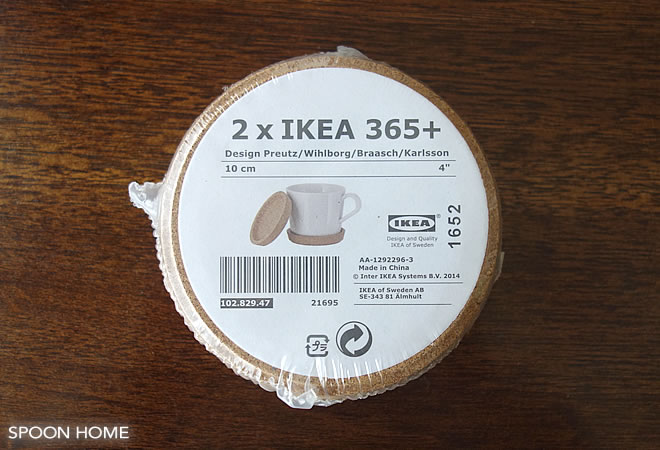 2 x IKEA 365+
Design Preutz/Wihlborg/Braasch/Karlsson
10 cm 4"
IKEA
®
Design and Quality
IKEA of Sweden
1652
AA-1292296-3
Made in China
© Inter IKEA Systems B.V. 2014
IKEA of Sweden AB
SE-343 81 Älmhult
102.829.47 21695
プラ
SPOON HOME